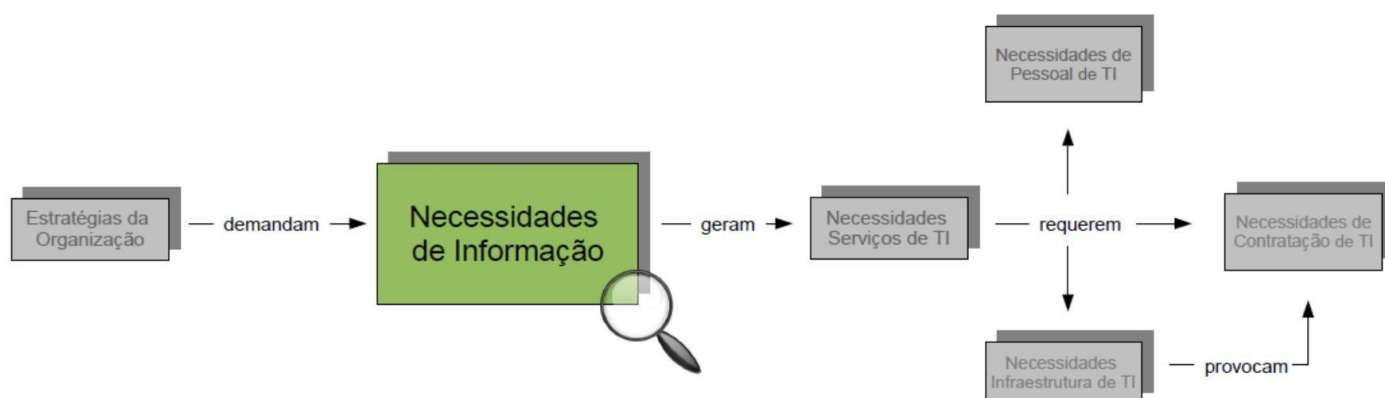 Estratégias da
Organização
demandam
Necessidades
de Informação
geram
Necessidades
Serviços de TI
requerem
Necessidades de
Pessoal de TI
Necessidades de
Contratação de TI
Necessidades
Infraestrutura de TI
provocam